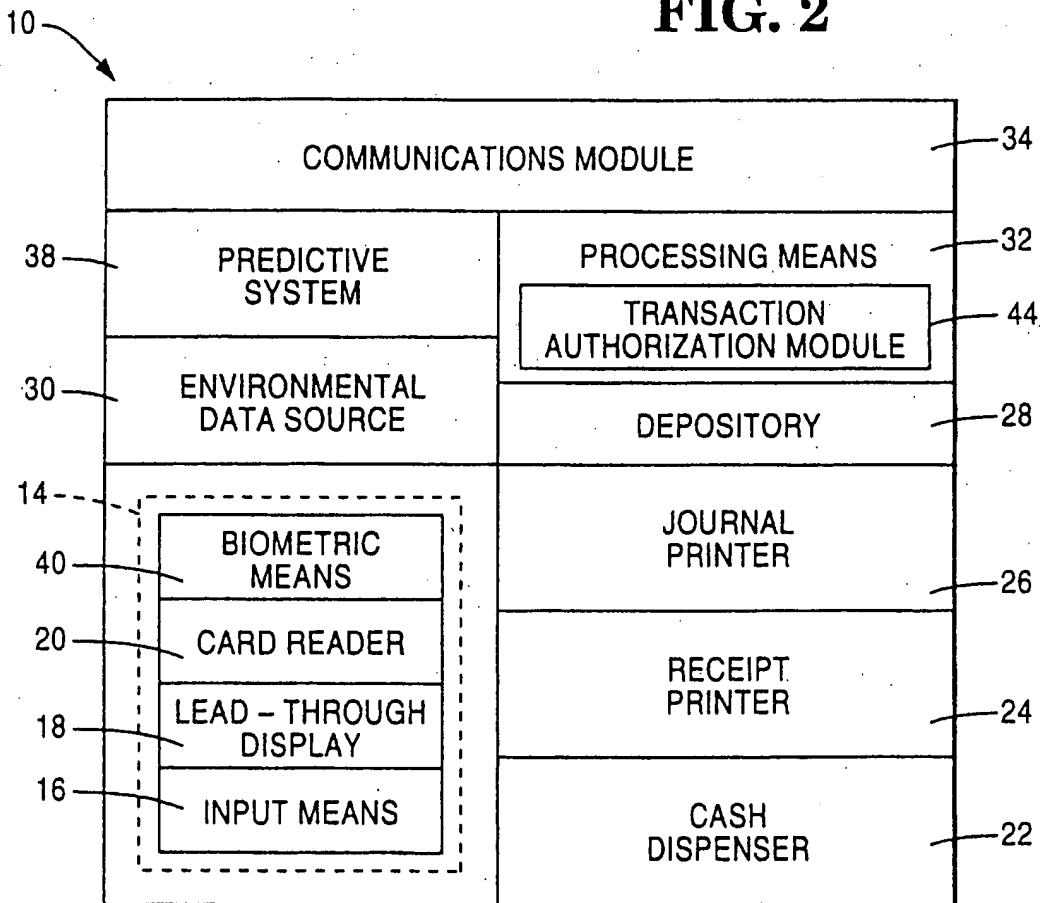 FIG. 2
10
COMMUNICATIONS MODULE
34
38
PREDICTIVE
SYSTEM
PROCESSING MEANS
32
TRANSACTION
AUTHORIZATION MODULE
44
30
ENVIRONMENTAL
DATA SOURCE
DEPOSITORY
28
14
BIOMETRIC
MEANS
40
JOURNAL
PRINTER
26
20
CARD READER
RECEIPT
PRINTER
24
LEAD – THROUGH
DISPLAY
18
16
INPUT MEANS
CASH
DISPENSER
22